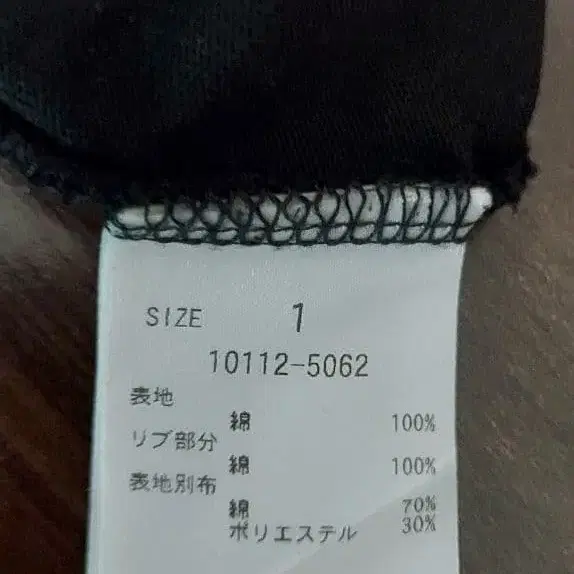 SIZE 1
10112-5062
表地
綿 100%
リブ部分
綿 100%
表地別布
綿 70%
ポリエステル 30%